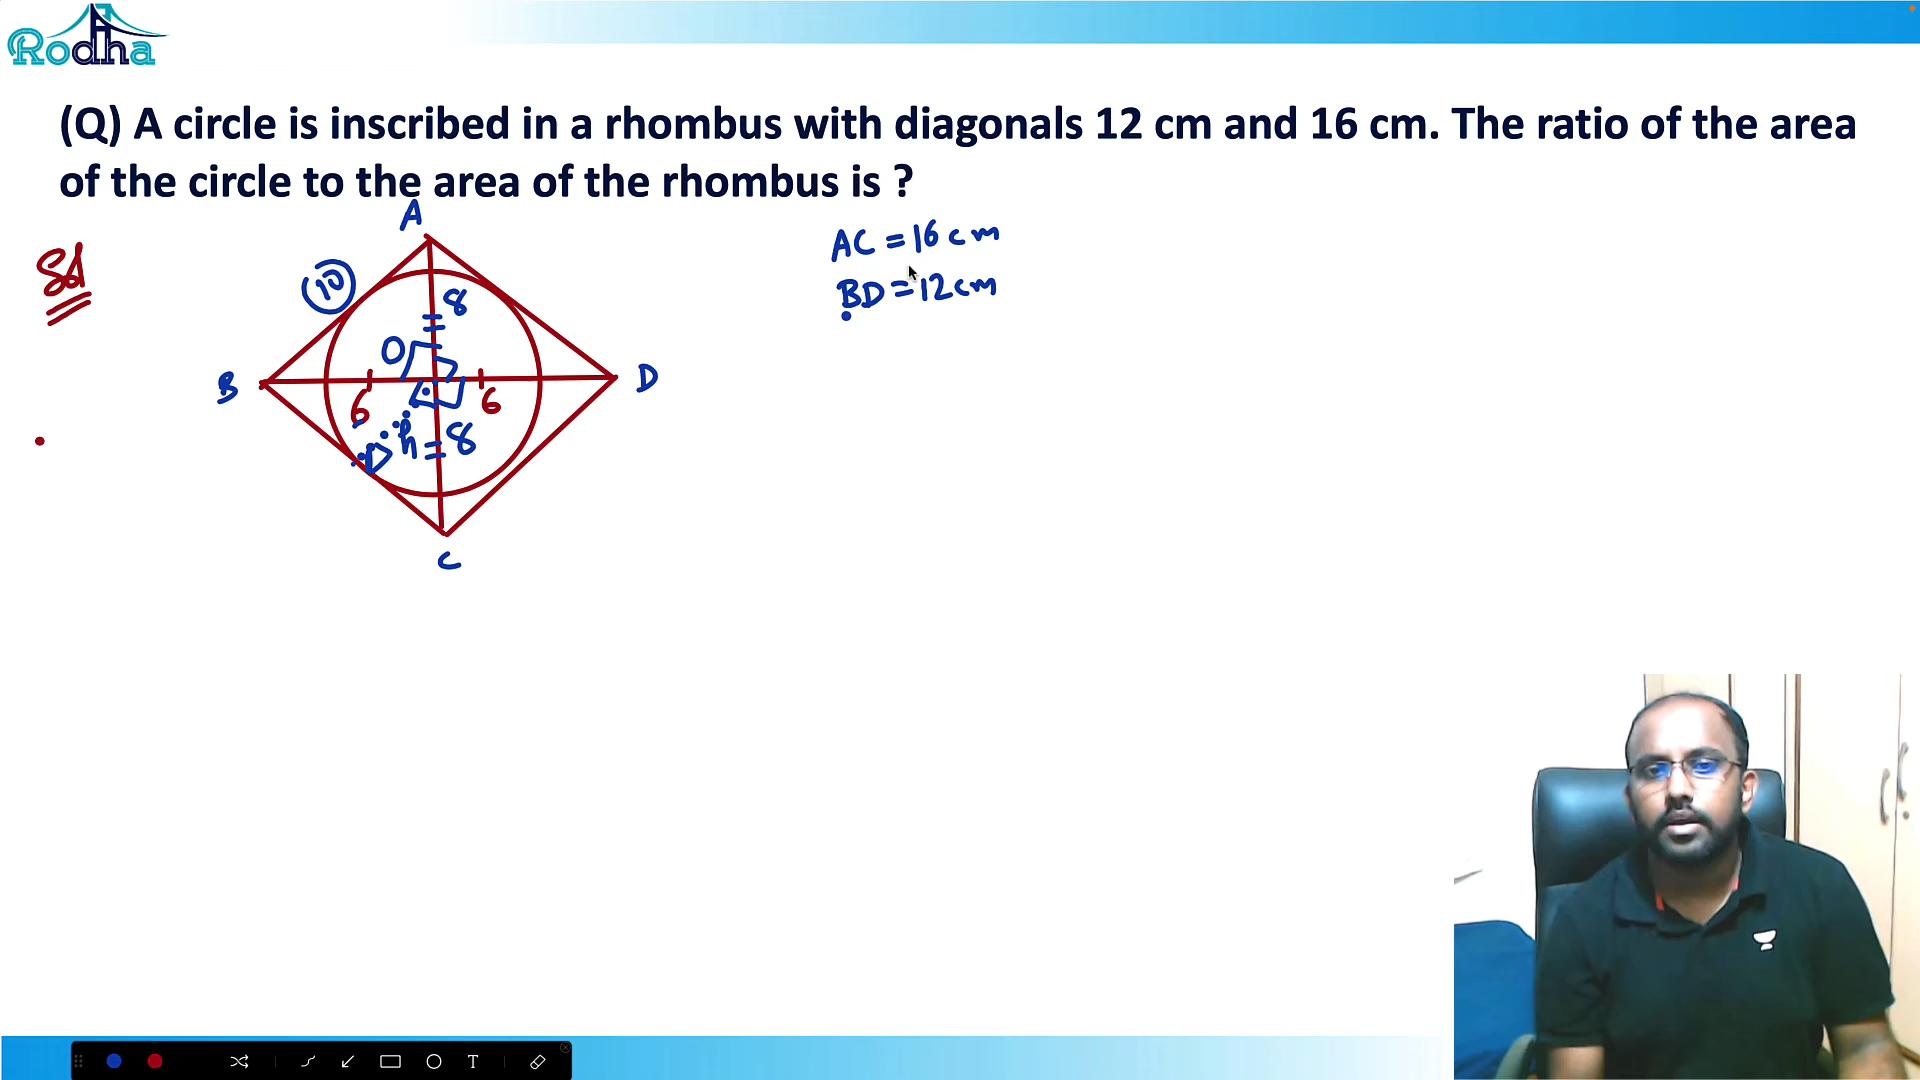 Rodha
(Q) A circle is inscribed in a rhombus with diagonals 12 cm and 16 cm. The ratio of the area
of the circle to the area of the rhombus is ?
Sol
A
AC = 16 cm
BD = 12 cm
10
8
O
B
D
6
6
h
8
C
T